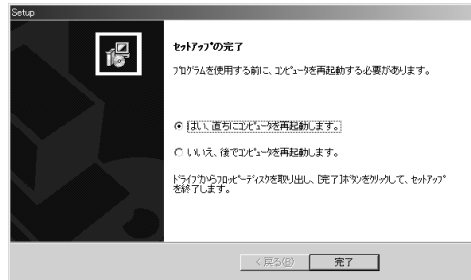 Setup
ｾｯﾄｱｯﾌﾟの完了
ﾌﾟﾛｸﾞﾗﾑを使用する前に、ｺﾝﾋﾟｭｰﾀを再起動する必要があります。
はい、直ちにｺﾝﾋﾟｭｰﾀを再起動します。
いいえ、後でｺﾝﾋﾟｭｰﾀを再起動します。
ﾄﾞﾗｲﾌﾞからﾌﾛｯﾋﾟｰﾃﾞｨｽｸを取り出し、[完了]ﾎﾞﾀﾝをｸﾘｯｸして、ｾｯﾄｱｯﾌﾟ
を終了します。
< 戻る(B)
完了